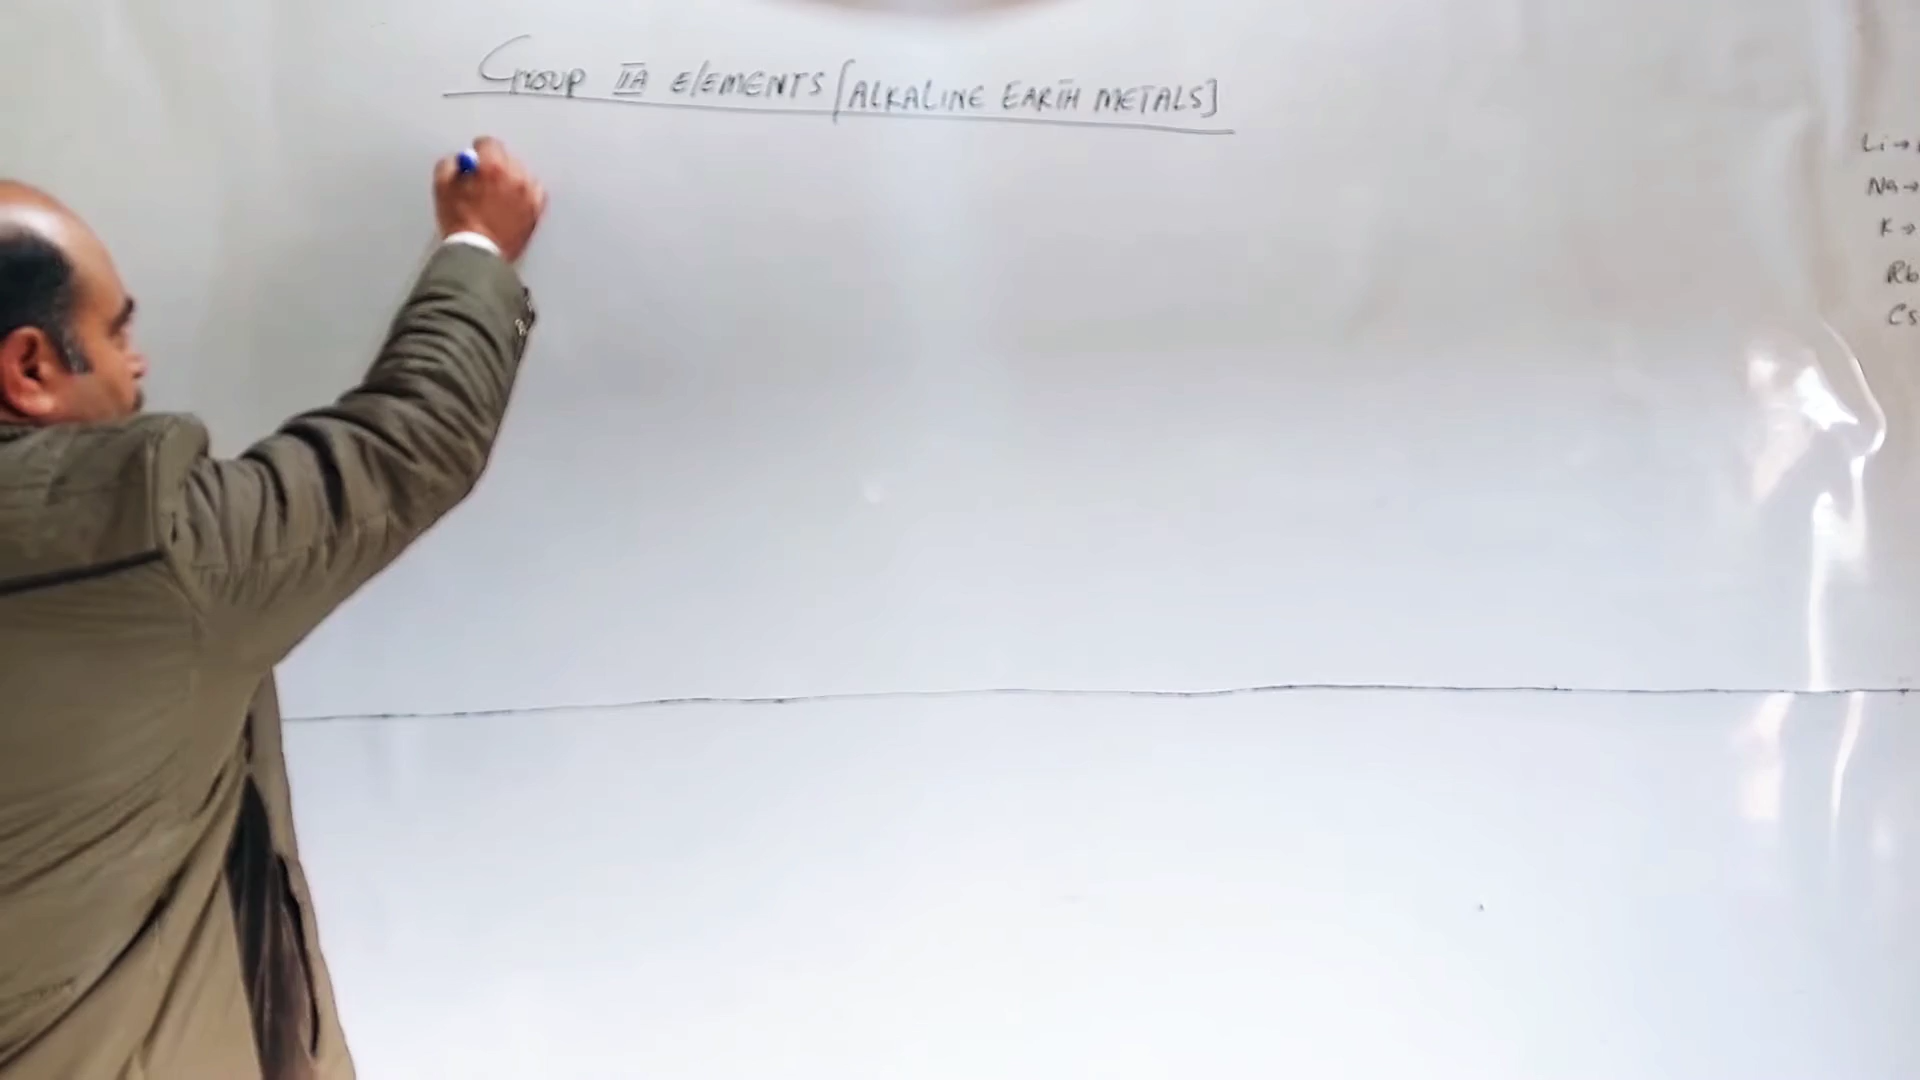 Group IIA ElEMENTS [ALKALINE EARTH METALS]
Li →
Na →
K →
Rb
Cs